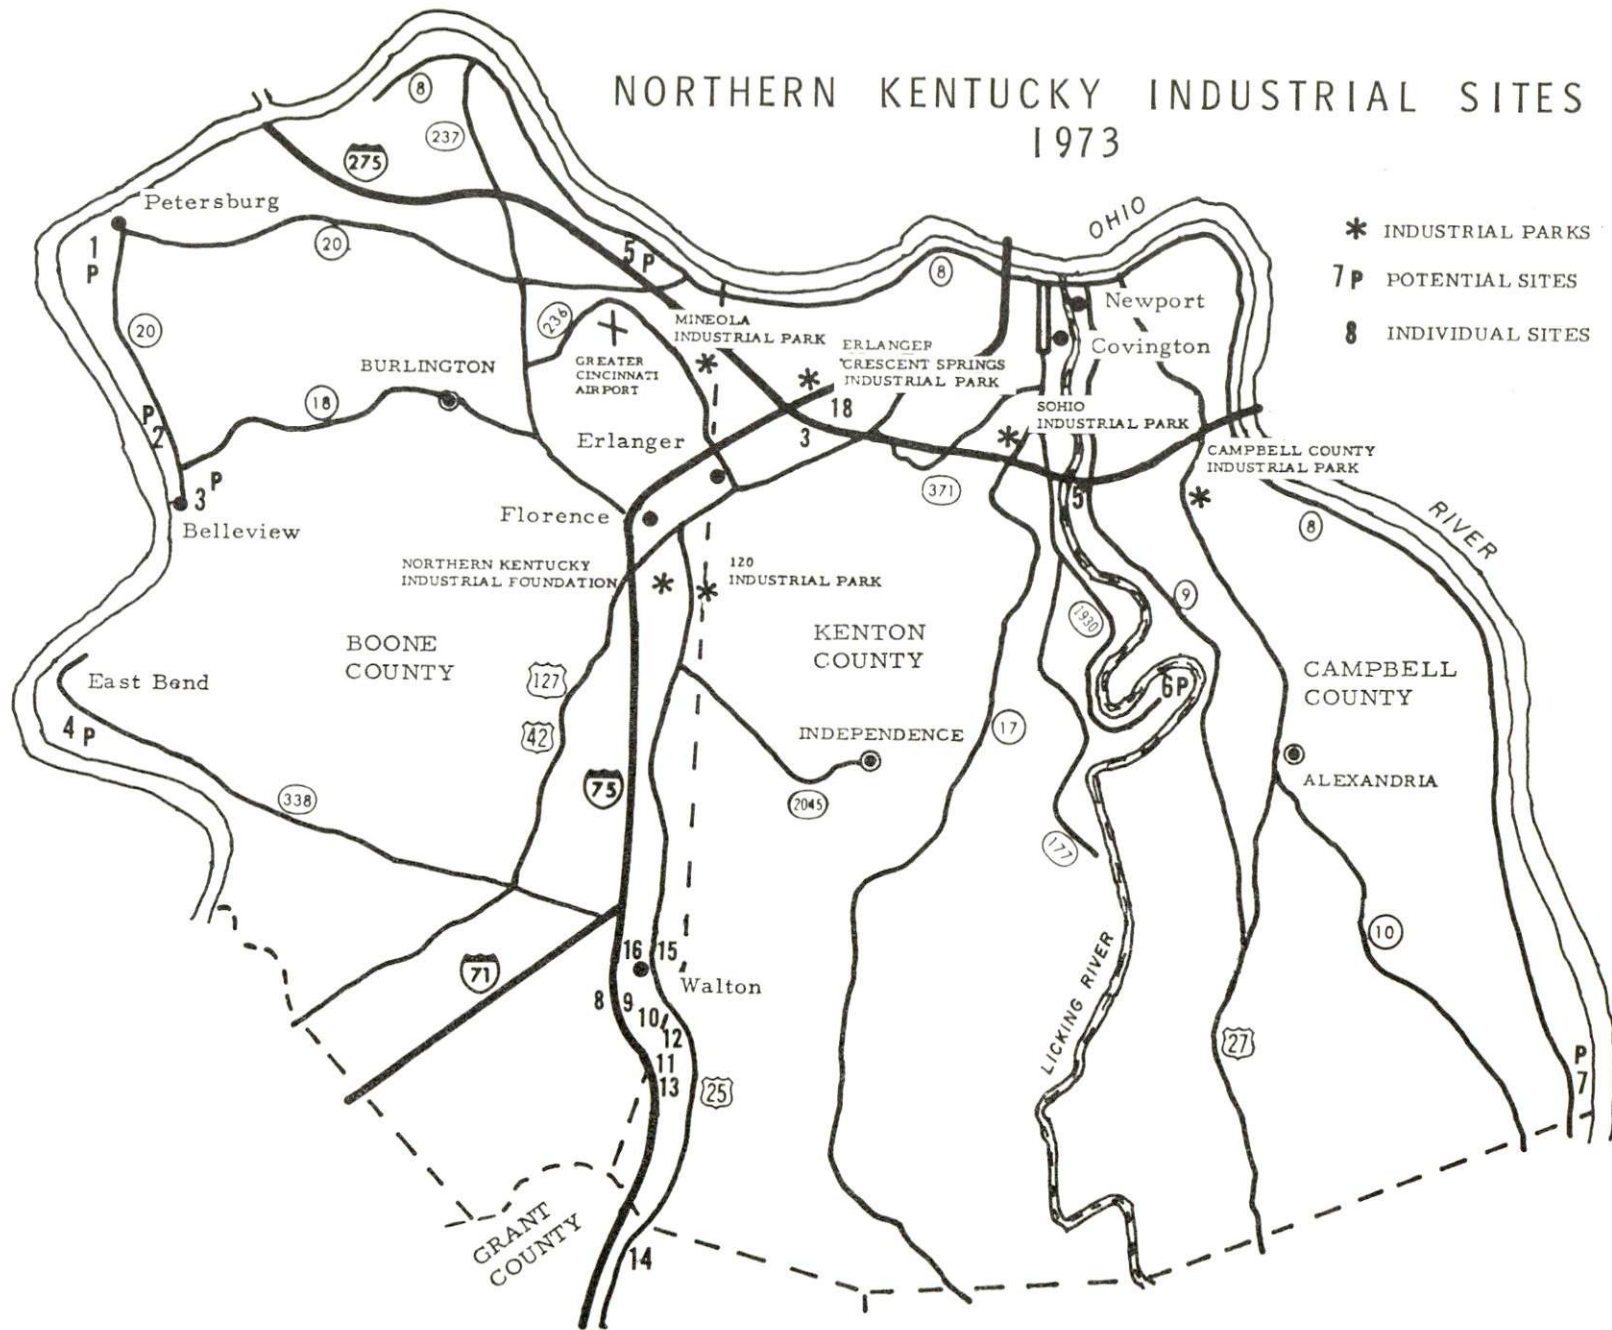 NORTHERN KENTUCKY INDUSTRIAL SITES
1973
* INDUSTRIAL PARKS
7 P POTENTIAL SITES
8 INDIVIDUAL SITES
8
237
275
Petersburg
1
P
20
20
5 P
OHIO
8
Newport
Covington
236
MINEOLA
INDUSTRIAL PARK
GREATER
CINCINNATI
AIRPORT
ERLANGER
CRESCENT SPRINGS
INDUSTRIAL PARK
BURLINGTON
18
P
2
3 P
Belleview
Erlanger
18
3
SOHIO
INDUSTRIAL PARK
CAMPBELL COUNTY
INDUSTRIAL PARK
371
5
8
RIVER
Florence
NORTHERN KENTUCKY
INDUSTRIAL FOUNDATION
120
INDUSTRIAL PARK
1930
9
BOONE
COUNTY
KENTON
COUNTY
CAMPBELL
COUNTY
East Bend
4 P
127
42
6P
INDEPENDENCE
17
ALEXANDRIA
338
75
2045
177
10
16
15
71
Walton
8
9
10
12
11
13
25
LICKING RIVER
27
P
7
GRANT
COUNTY
14